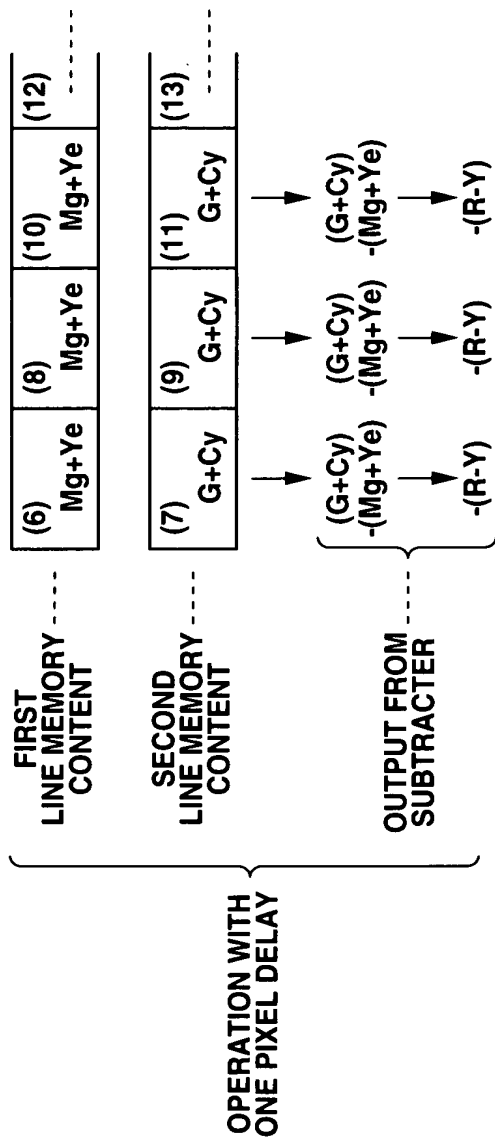 OPERATION WITH
ONE PIXEL DELAY
FIRST
LINE MEMORY
CONTENT
(6) (8) (10) (12)
Mg+Ye Mg+Ye Mg+Ye
SECOND
LINE MEMORY
CONTENT
(7) (9) (11) (13)
G+Cy G+Cy G+Cy
OUTPUT FROM
SUBTRACTER
(G+Cy) (G+Cy) (G+Cy)
-(Mg+Ye) -(Mg+Ye) -(Mg+Ye)
-(R-Y) -(R-Y) -(R-Y)